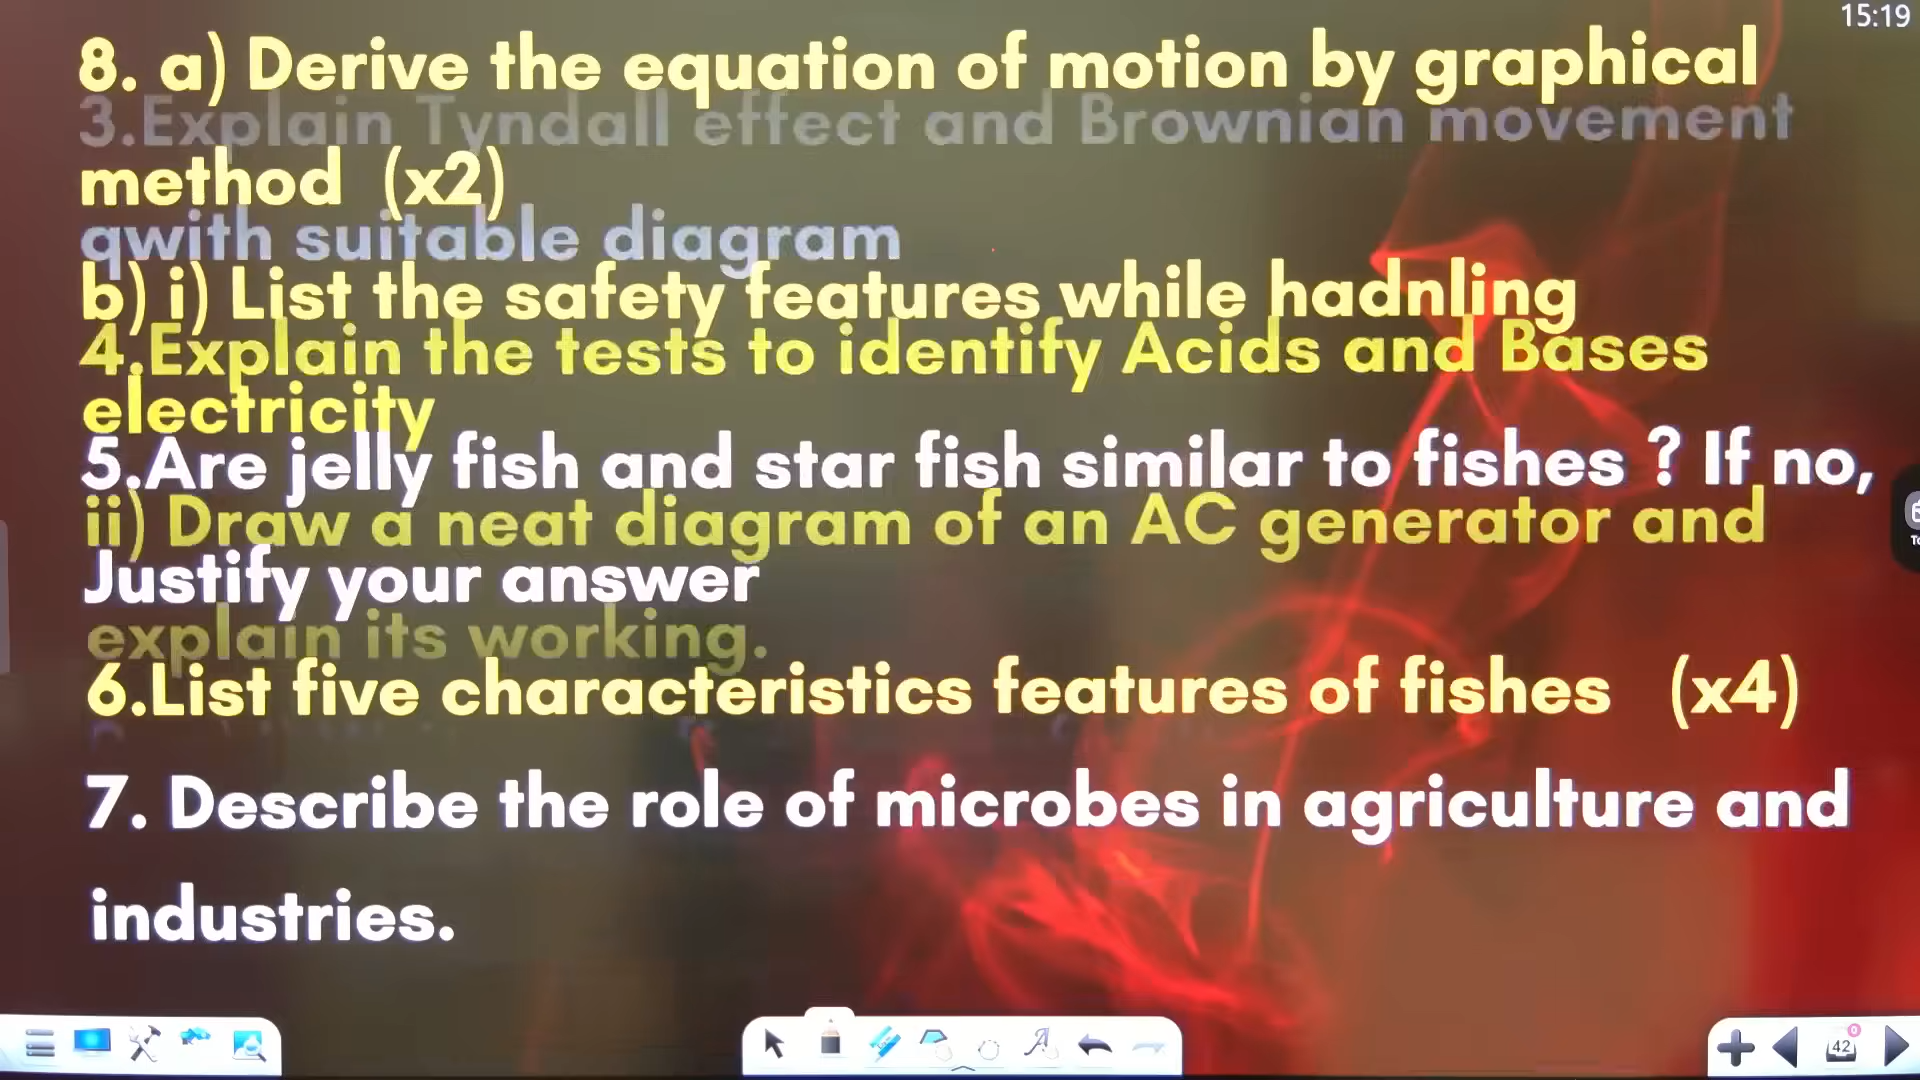 15:19
8. a) Derive the equation of motion by graphical
3.Explain Tyndall effect and Brownian movement
method (x2)
qwith suitable diagram
b) i) List the safety features while hadnling
4.Explain the tests to identify Acids and Bases
electricity
5.Are jelly fish and star fish similar to fishes ? If no,
ii) Draw a neat diagram of an AC generator and
Justify your answer
explain its working.
6.List five characteristics features of fishes (x4)
7. Describe the role of microbes in agriculture and
industries.
42
0